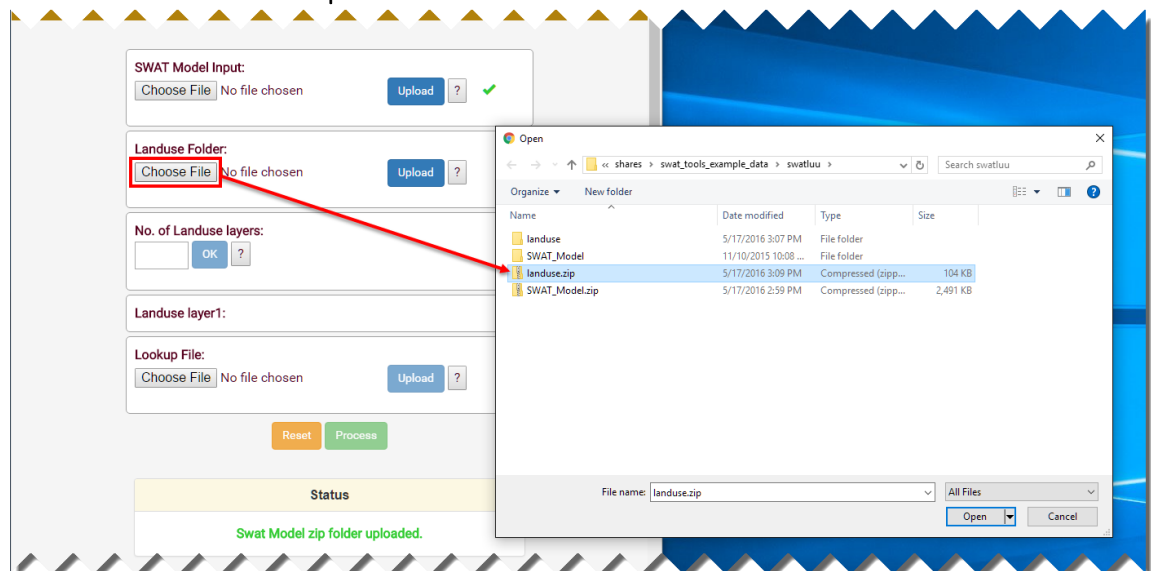 SWAT Model Input:
Choose File No file chosen Upload ? ✔
Landuse Folder:
Choose File No file chosen Upload ?
No. of Landuse layers:
OK ?
Landuse layer1:
Lookup File:
Choose File No file chosen Upload ?
Reset Process
Status
Swat Model zip folder uploaded.
Open
« shares › swat_tools_example_data › swatluu › Search swatluu
Organize New folder ?
Name Date modified Type Size
landuse 5/17/2016 3:07 PM File folder
SWAT_Model 11/10/2015 10:08 ... File folder
landuse.zip 5/17/2016 3:09 PM Compressed (zipp... 104 KB
SWAT_Model.zip 5/17/2016 2:59 PM Compressed (zipp... 2,491 KB
File name: landuse.zip All Files
Open Cancel